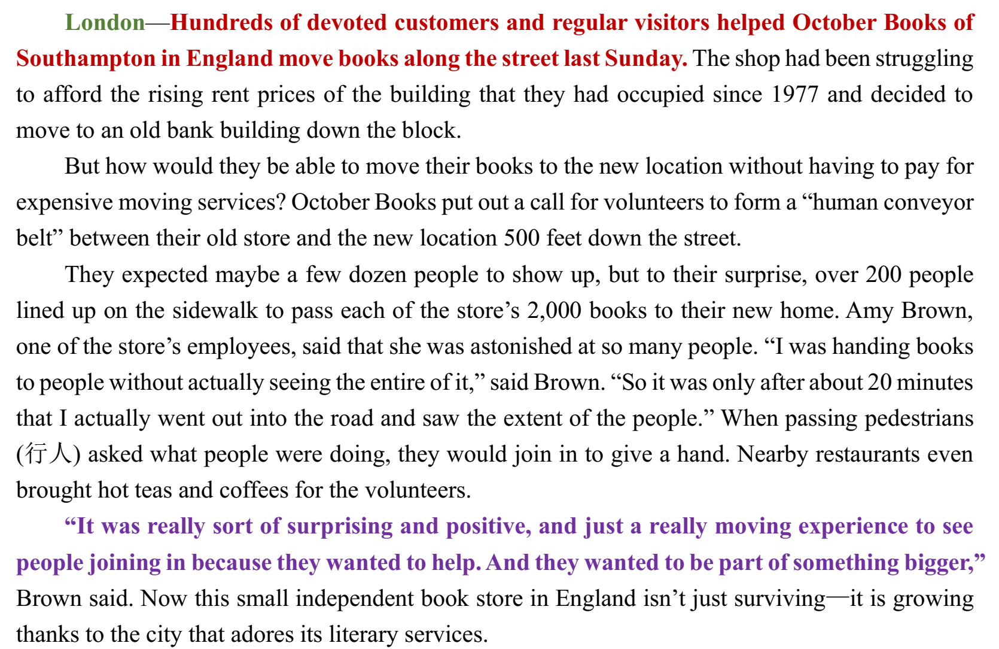 London—Hundreds of devoted customers and regular visitors helped October Books of
Southampton in England move books along the street last Sunday. The shop had been struggling
to afford the rising rent prices of the building that they had occupied since 1977 and decided to
move to an old bank building down the block.
But how would they be able to move their books to the new location without having to pay for
expensive moving services? October Books put out a call for volunteers to form a “human conveyor
belt” between their old store and the new location 500 feet down the street.
They expected maybe a few dozen people to show up, but to their surprise, over 200 people
lined up on the sidewalk to pass each of the store’s 2,000 books to their new home. Amy Brown,
one of the store’s employees, said that she was astonished at so many people. “I was handing books
to people without actually seeing the entire of it,” said Brown. “So it was only after about 20 minutes
that I actually went out into the road and saw the extent of the people.” When passing pedestrians
(行人) asked what people were doing, they would join in to give a hand. Nearby restaurants even
brought hot teas and coffees for the volunteers.
“It was really sort of surprising and positive, and just a really moving experience to see
people joining in because they wanted to help. And they wanted to be part of something bigger,”
Brown said. Now this small independent book store in England isn’t just surviving—it is growing
thanks to the city that adores its literary services.